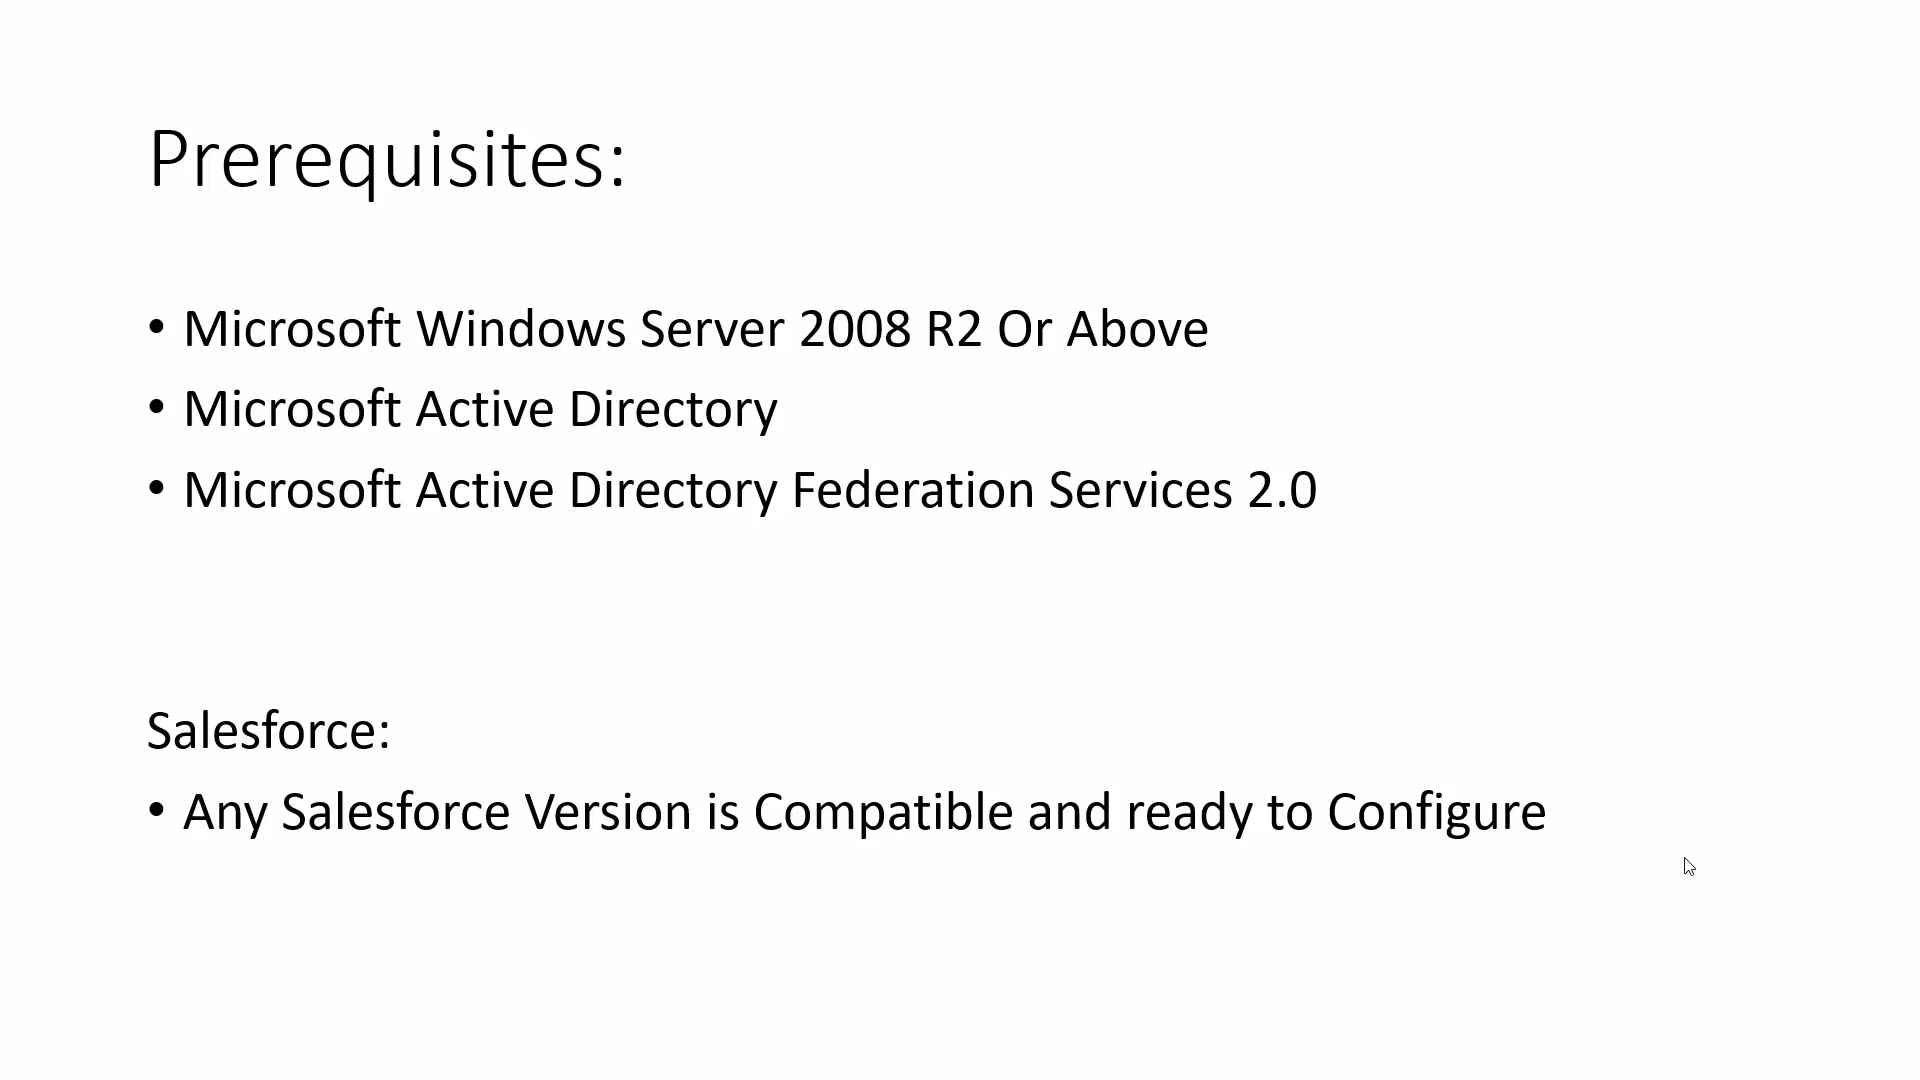 Prerequisites:
• Microsoft Windows Server 2008 R2 Or Above
• Microsoft Active Directory
• Microsoft Active Directory Federation Services 2.0
Salesforce:
• Any Salesforce Version is Compatible and ready to Configure